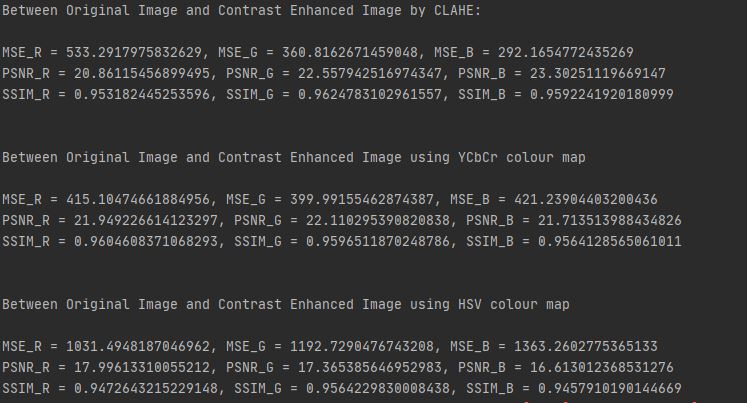 Between Original Image and Contrast Enhanced Image by CLAHE:
MSE_R = 533.2917975832629, MSE_G = 360.8162671459048, MSE_B = 292.1654772435269
PSNR_R = 20.86115456899495, PSNR_G = 22.557942516974347, PSNR_B = 23.30251119669147
SSIM_R = 0.953182445253596, SSIM_G = 0.9624783102961557, SSIM_B = 0.9592241920180999
Between Original Image and Contrast Enhanced Image using YCbCr colour map
MSE_R = 415.10474661884956, MSE_G = 399.99155462874387, MSE_B = 421.23904403200436
PSNR_R = 21.949226614123297, PSNR_G = 22.110295390820838, PSNR_B = 21.713513988434826
SSIM_R = 0.9604608371068293, SSIM_G = 0.9596511870248786, SSIM_B = 0.9564128565061011
Between Original Image and Contrast Enhanced Image using HSV colour map
MSE_R = 1031.4948187046962, MSE_G = 1192.7290476743208, MSE_B = 1363.2602775365133
PSNR_R = 17.99613310055212, PSNR_G = 17.365385646952983, PSNR_B = 16.613012368531276
SSIM_R = 0.9472643215229148, SSIM_G = 0.9564229830008438, SSIM_B = 0.9457910190144669